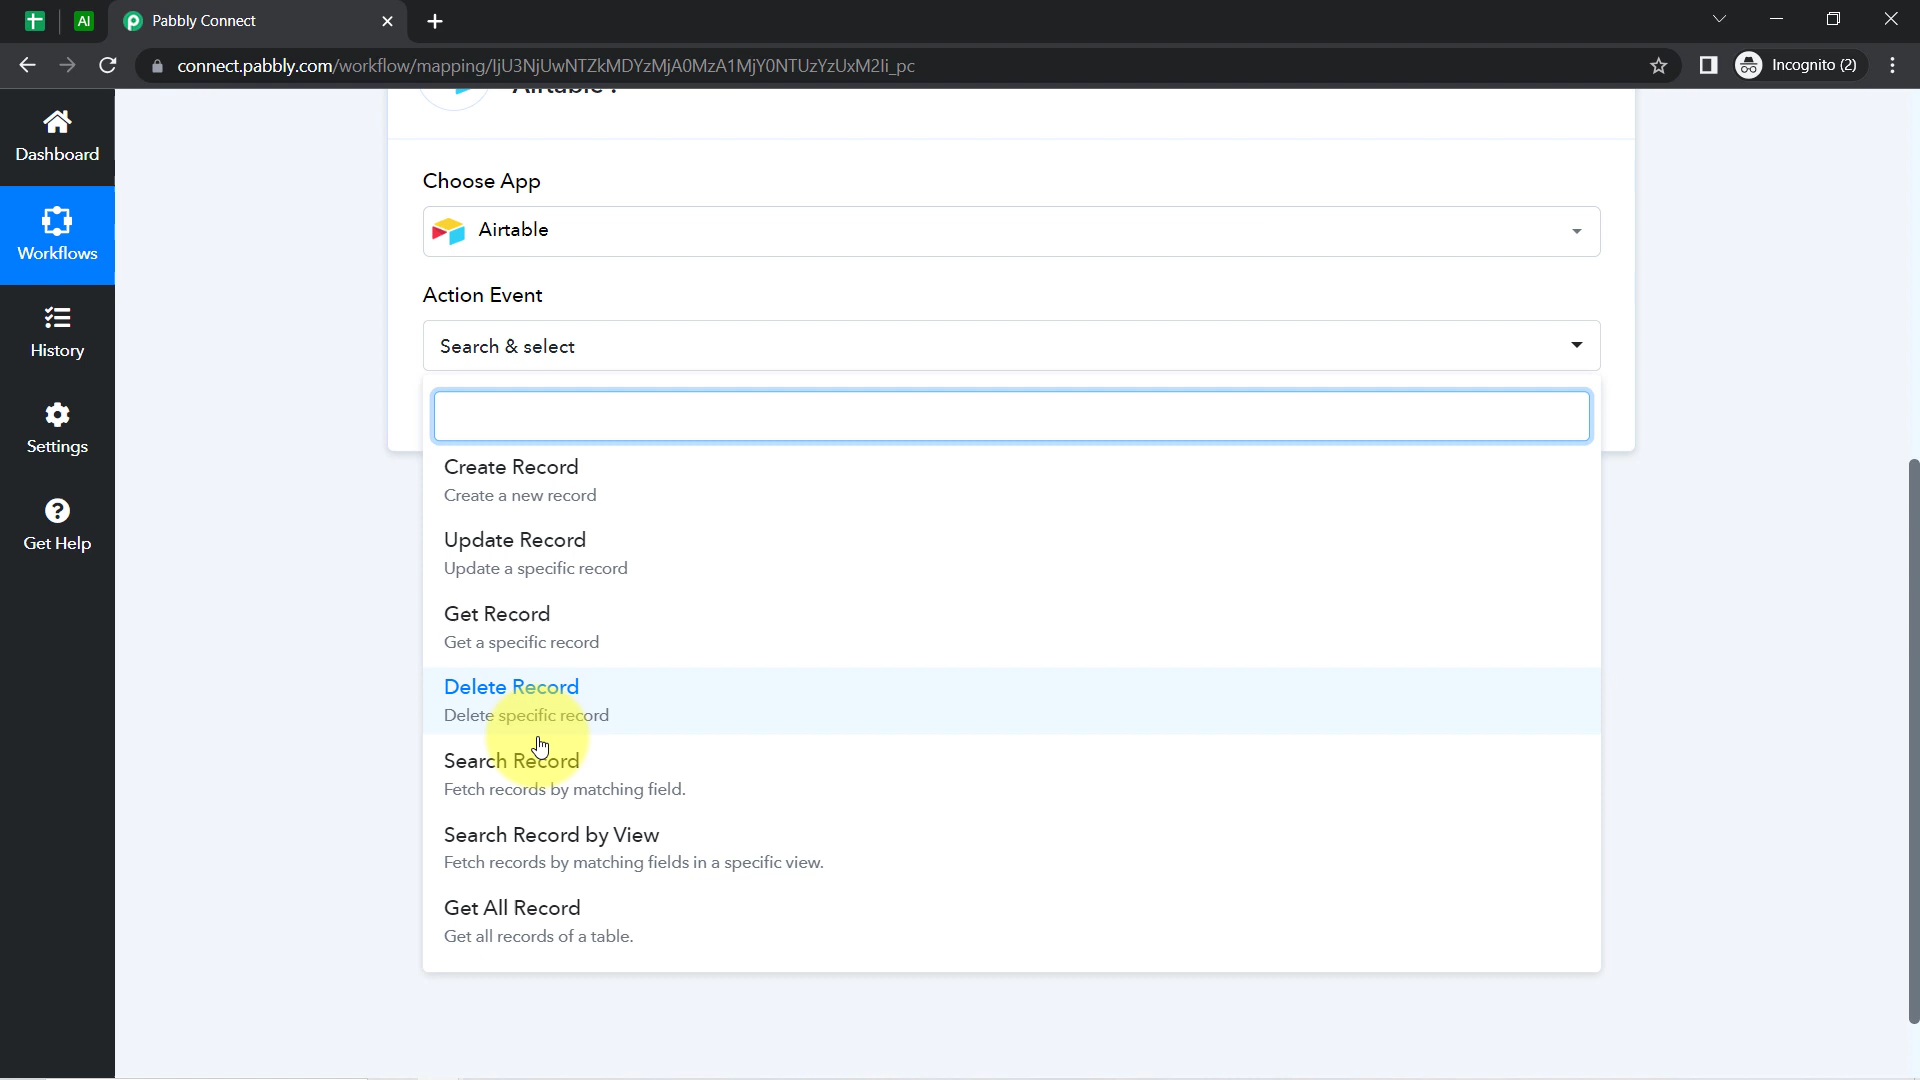 AI
Pabbly Connect
connect.pabbly.com/workflow/mapping/IjU3NjUwNTZkMDYzMjA0MzA1MjY0NTUzYzUxM2Ii_pc
Incognito (2)
Dashboard
Airtable :
Choose App
Airtable
Workflows
Action Event
Search & select
History
Settings
Create Record
Create a new record
Get Help
Update Record
Update a specific record
Get Record
Get a specific record
Delete Record
Delete specific record
Search Record
Fetch records by matching field.
Search Record by View
Fetch records by matching fields in a specific view.
Get All Record
Get all records of a table.